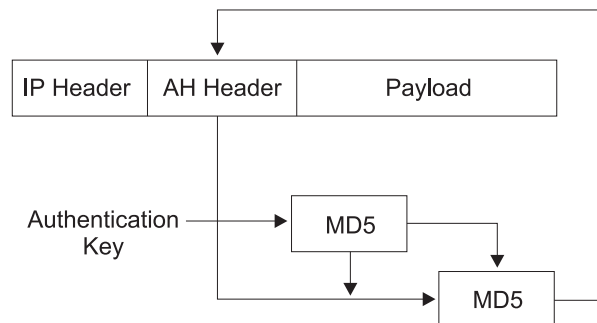 IP Header
AH Header
Payload
Authentication
Key
MD5
MD5